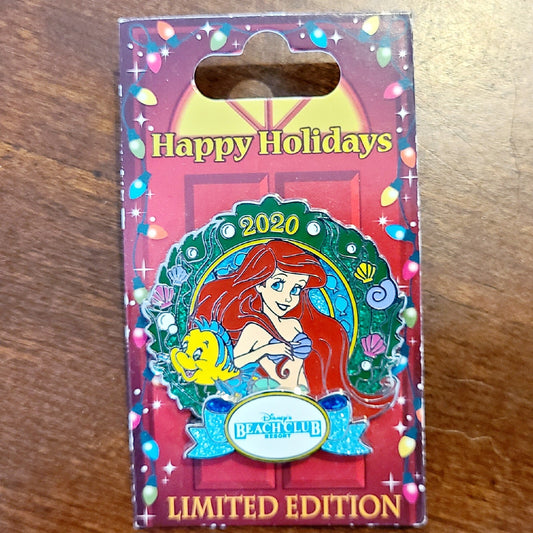 Happy Holidays
2020
Disney's
BEACH CLUB
RESORT
LIMITED EDITION